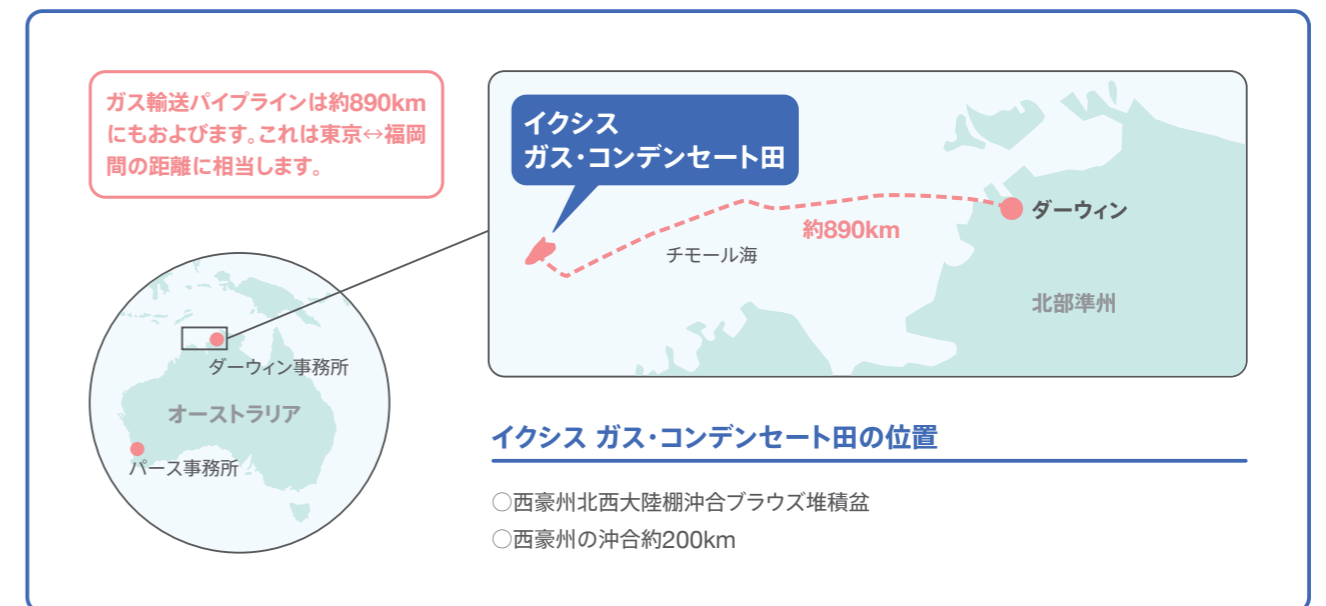 ガス輸送パイプラインは約890km
にもおよびます。これは東京↔福岡
間の距離に相当します。
イクシス
ガス・コンデンセート田
ダーウィン
約890km
チモール海
北部準州
ダーウィン事務所
オーストラリア
パース事務所
イクシス ガス・コンデンセート田の位置
○西豪州北西大陸棚沖合ブラウズ堆積盆
○西豪州の沖合約200km